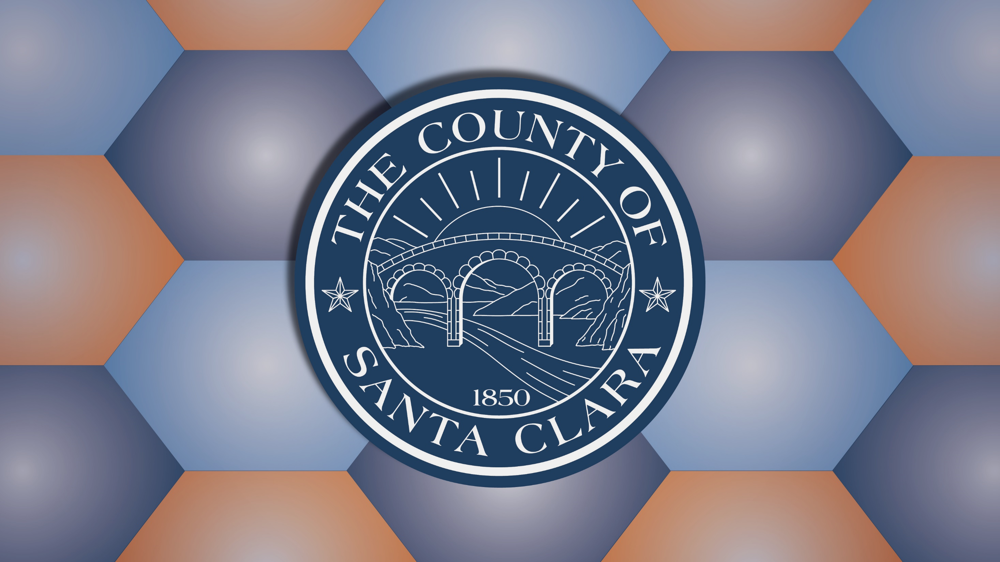 THE COUNTY OF
1850
SANTA CLARA